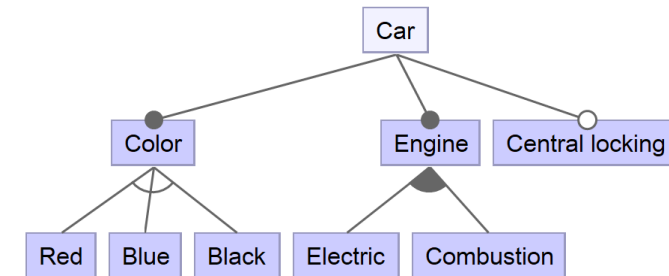 Car
Color
Engine
Central locking
Red
Blue
Black
Electric
Combustion